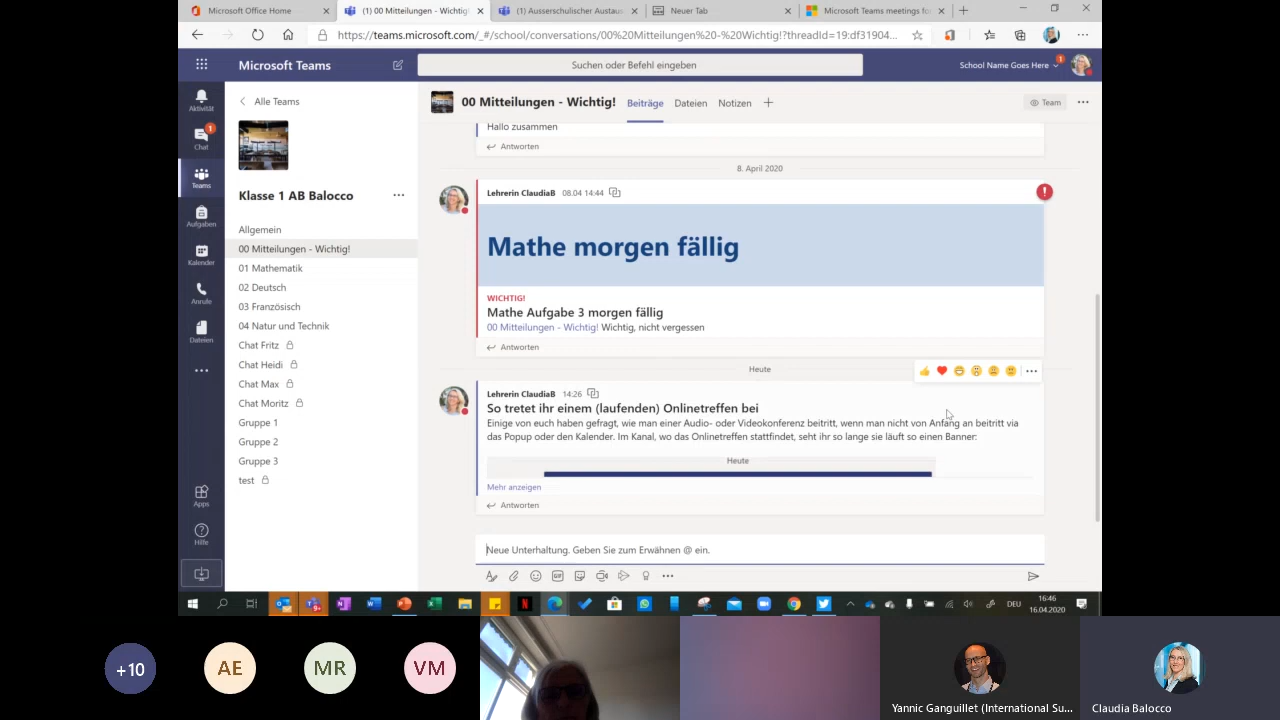 Microsoft Office Home
(1) 00 Mitteilungen - Wichtig!
(1) Ausserschulischer Austaus
Neuer Tab
Microsoft Teams meetings fo
https://teams.microsoft.com/_#/school/conversations/00%20Mitteilungen%20-%20Wichtig!?threadId=19:df31904...
Microsoft Teams
Suchen oder Befehl eingeben
School Name Goes Here
1
Aktivität
Chat
1
Teams
Aufgaben
Kalender
Anrufe
Dateien
Apps
Hilfe
Alle Teams
Klasse 1 AB Balocco
Allgemein
00 Mitteilungen - Wichtig!
01 Mathematik
02 Deutsch
03 Französisch
04 Natur und Technik
Chat Fritz
Chat Heidi
Chat Max
Chat Moritz
Gruppe 1
Gruppe 2
Gruppe 3
test
00 Mitteilungen - Wichtig!
Beiträge
Dateien
Notizen
Team
Hallo zusammen
Antworten
8. April 2020
Lehrerin ClaudiaB 08.04 14:44
Mathe morgen fällig
WICHTIG!
Mathe Aufgabe 3 morgen fällig
00 Mitteilungen - Wichtig! Wichtig, nicht vergessen
Antworten
Heute
Lehrerin ClaudiaB 14:26
So tretet ihr einem (laufenden) Onlinetreffen bei
Einige von euch haben gefragt, wie man einer Audio- oder Videokonferenz beitritt, wenn man nicht von Anfang an beitritt via
das Popup oder den Kalender. Im Kanal, wo das Onlinetreffen stattfindet, seht ihr so lange sie läuft so einen Banner:
Heute
Mehr anzeigen
Antworten
Neue Unterhaltung. Geben Sie zum Erwähnen @ ein.
GIF
DEU
16:46
16.04.2020
+10
AE
MR
VM
Yannic Ganguillet (International Su...
Claudia Balocco